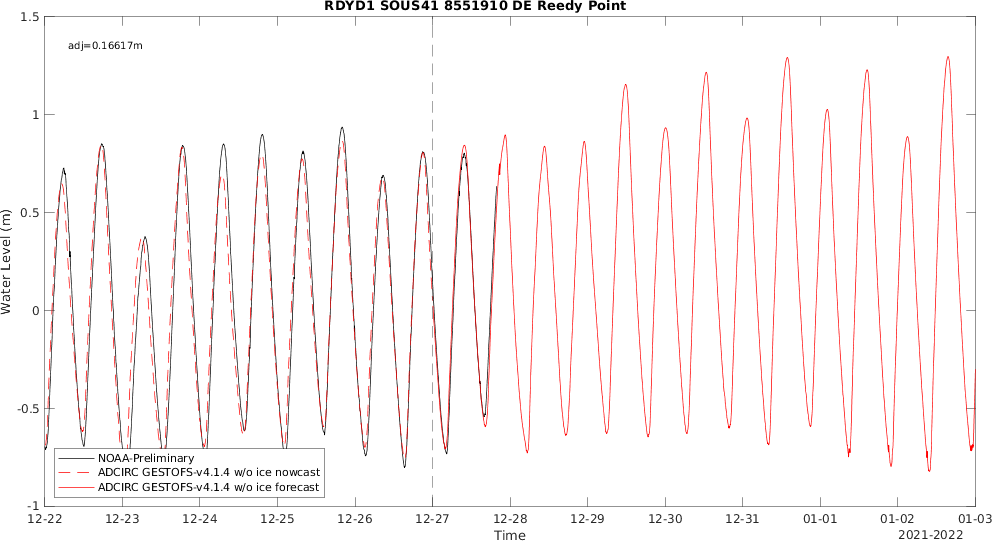 RDYD1 SOUS41 8551910 DE Reedy Point
adj=0.16617m
1.5
1
0.5
0
-0.5
-1
Water Level (m)
NOAA-Preliminary
ADCIRC GESTOFS-v4.1.4 w/o ice nowcast
ADCIRC GESTOFS-v4.1.4 w/o ice forecast
12-22 12-23 12-24 12-25 12-26 12-27 12-28 12-29 12-30 12-31 01-01 01-02 01-03
Time
2021-2022